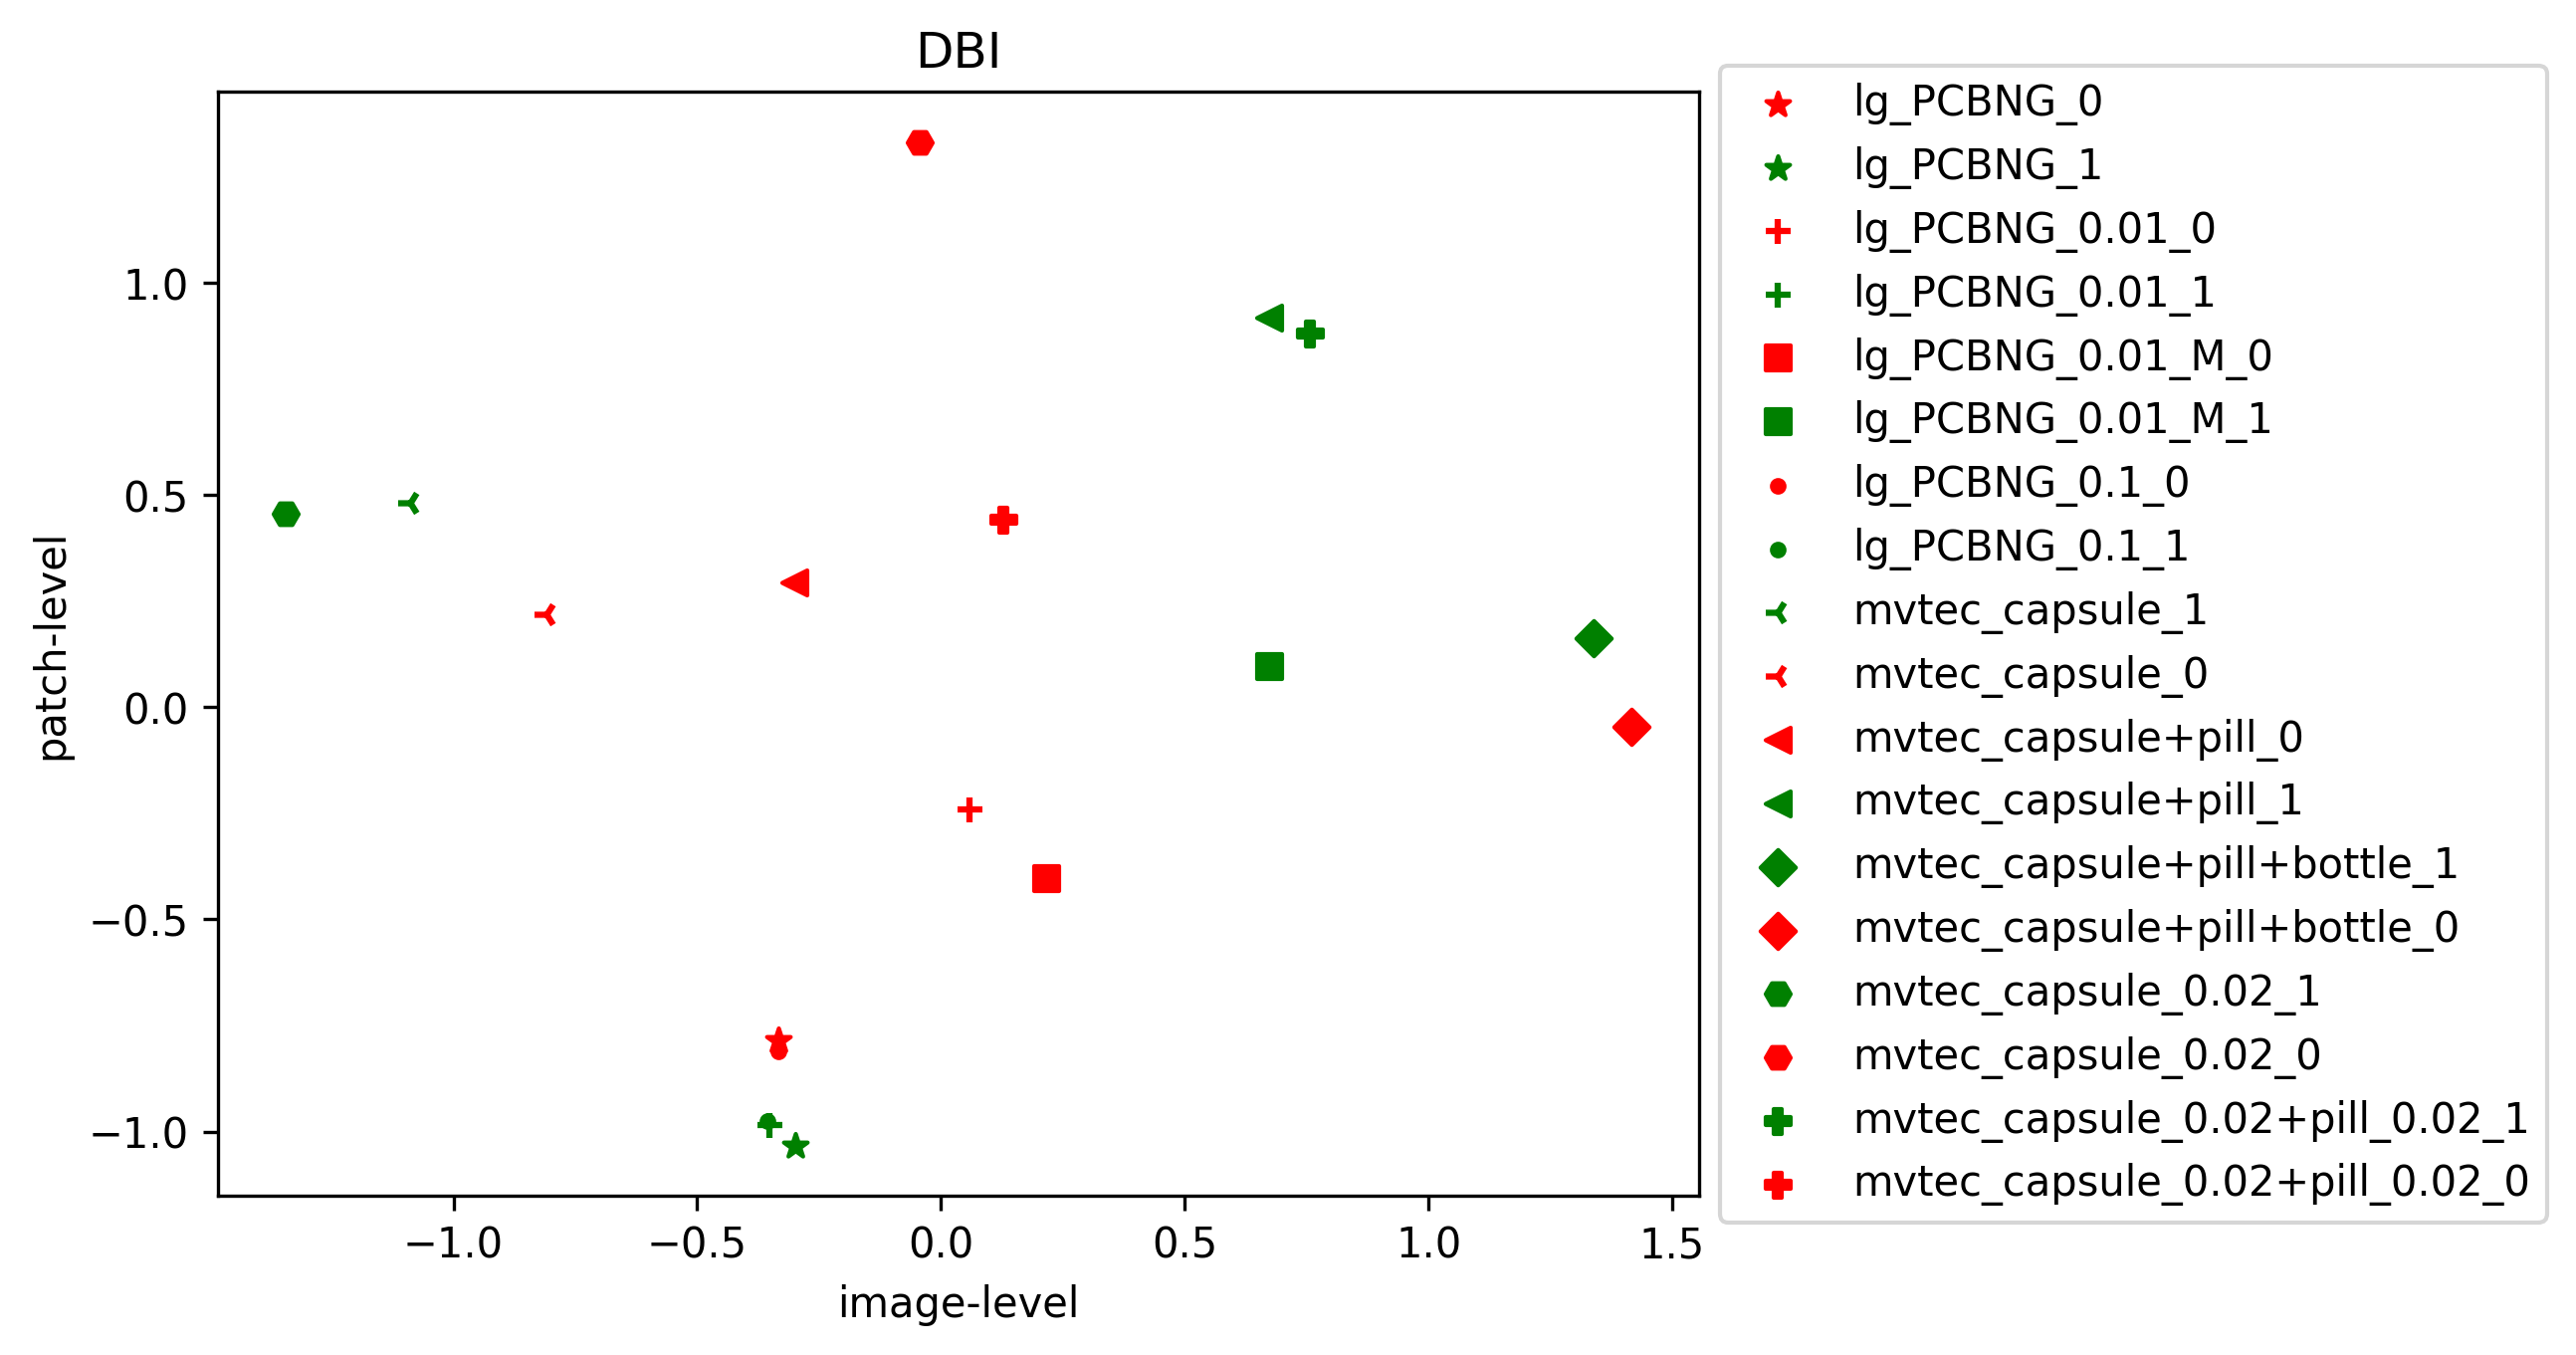 DBI
patch-level
1.0
0.5
0.0
−0.5
−1.0
−1.0 −0.5 0.0 0.5 1.0 1.5
image-level
lg_PCBNG_0
lg_PCBNG_1
lg_PCBNG_0.01_0
lg_PCBNG_0.01_1
lg_PCBNG_0.01_M_0
lg_PCBNG_0.01_M_1
lg_PCBNG_0.1_0
lg_PCBNG_0.1_1
mvtec_capsule_1
mvtec_capsule_0
mvtec_capsule+pill_0
mvtec_capsule+pill_1
mvtec_capsule+pill+bottle_1
mvtec_capsule+pill+bottle_0
mvtec_capsule_0.02_1
mvtec_capsule_0.02_0
mvtec_capsule_0.02+pill_0.02_1
mvtec_capsule_0.02+pill_0.02_0